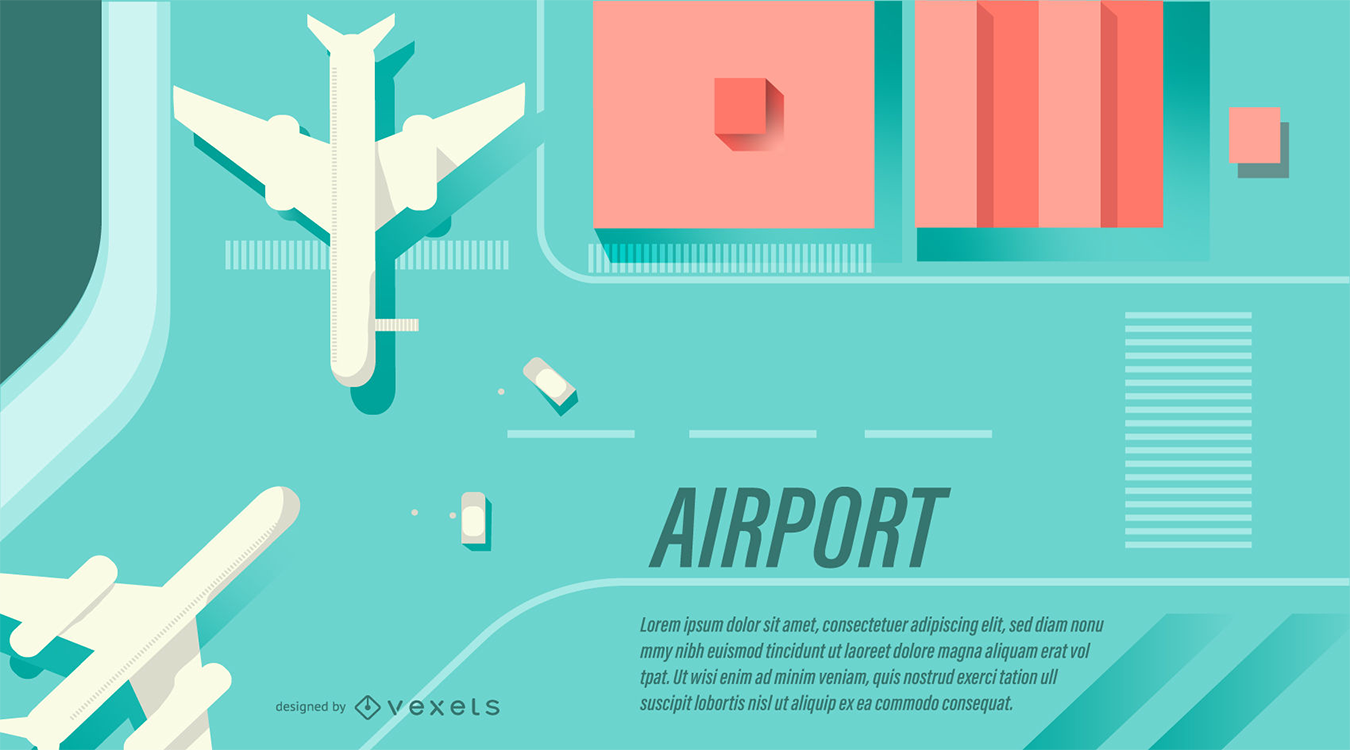 AIRPORT
Lorem ipsum dolor sit amet, consectetuer adipiscing elit, sed diam nonu
mmy nibh euismod tincidunt ut laoreet dolore magna aliquam erat vol
tpat. Ut wisi enim ad minim veniam, quis nostrud exerci tation ull
suscipit lobortis nisl ut aliquip ex ea commodo consequat.
designed by vexels